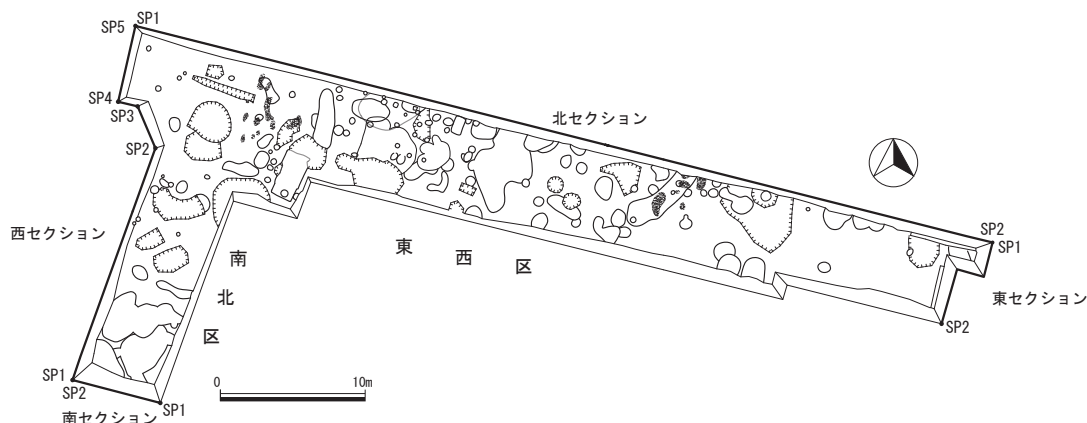 SP1
SP5
SP4
SP3
SP2
北セクション
西セクション
南北区
東西区
SP2
SP1
東セクション
SP2
0 10m
SP1
SP2
SP1
南セクション